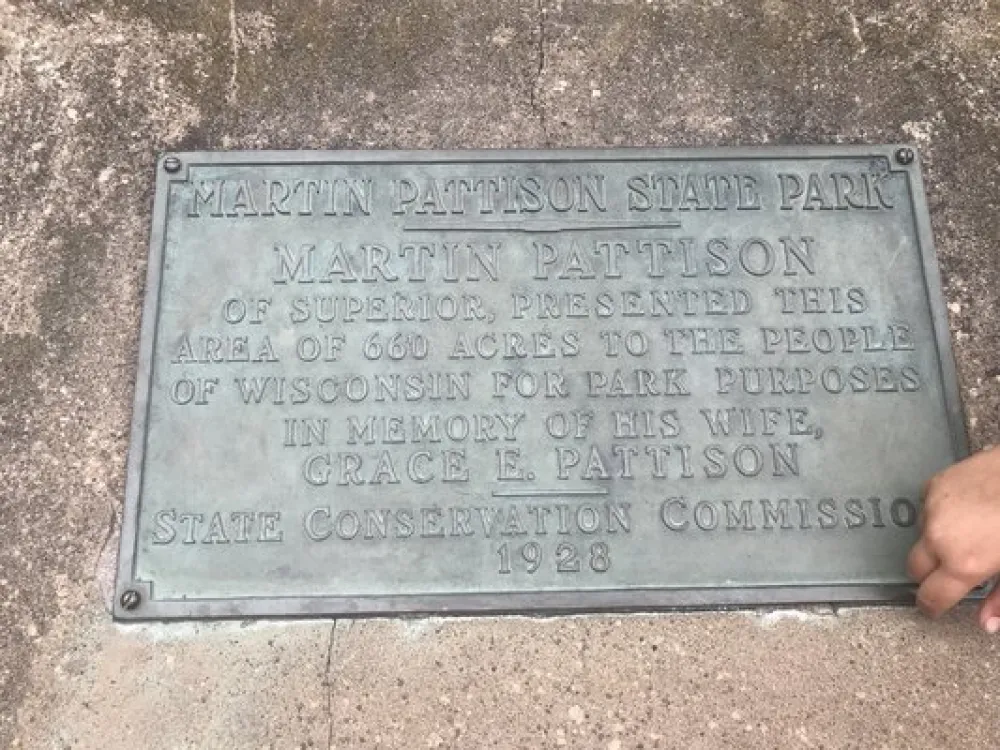 MARTIN PATTISON STATE PARK
MARTIN PATTISON
OF SUPERIOR, PRESENTED THIS
AREA OF 660 ACRES TO THE PEOPLE
OF WISCONSIN FOR PARK PURPOSES
IN MEMORY OF HIS WIFE,
GRACE E. PATTISON
STATE CONSERVATION COMMISSIO
1928